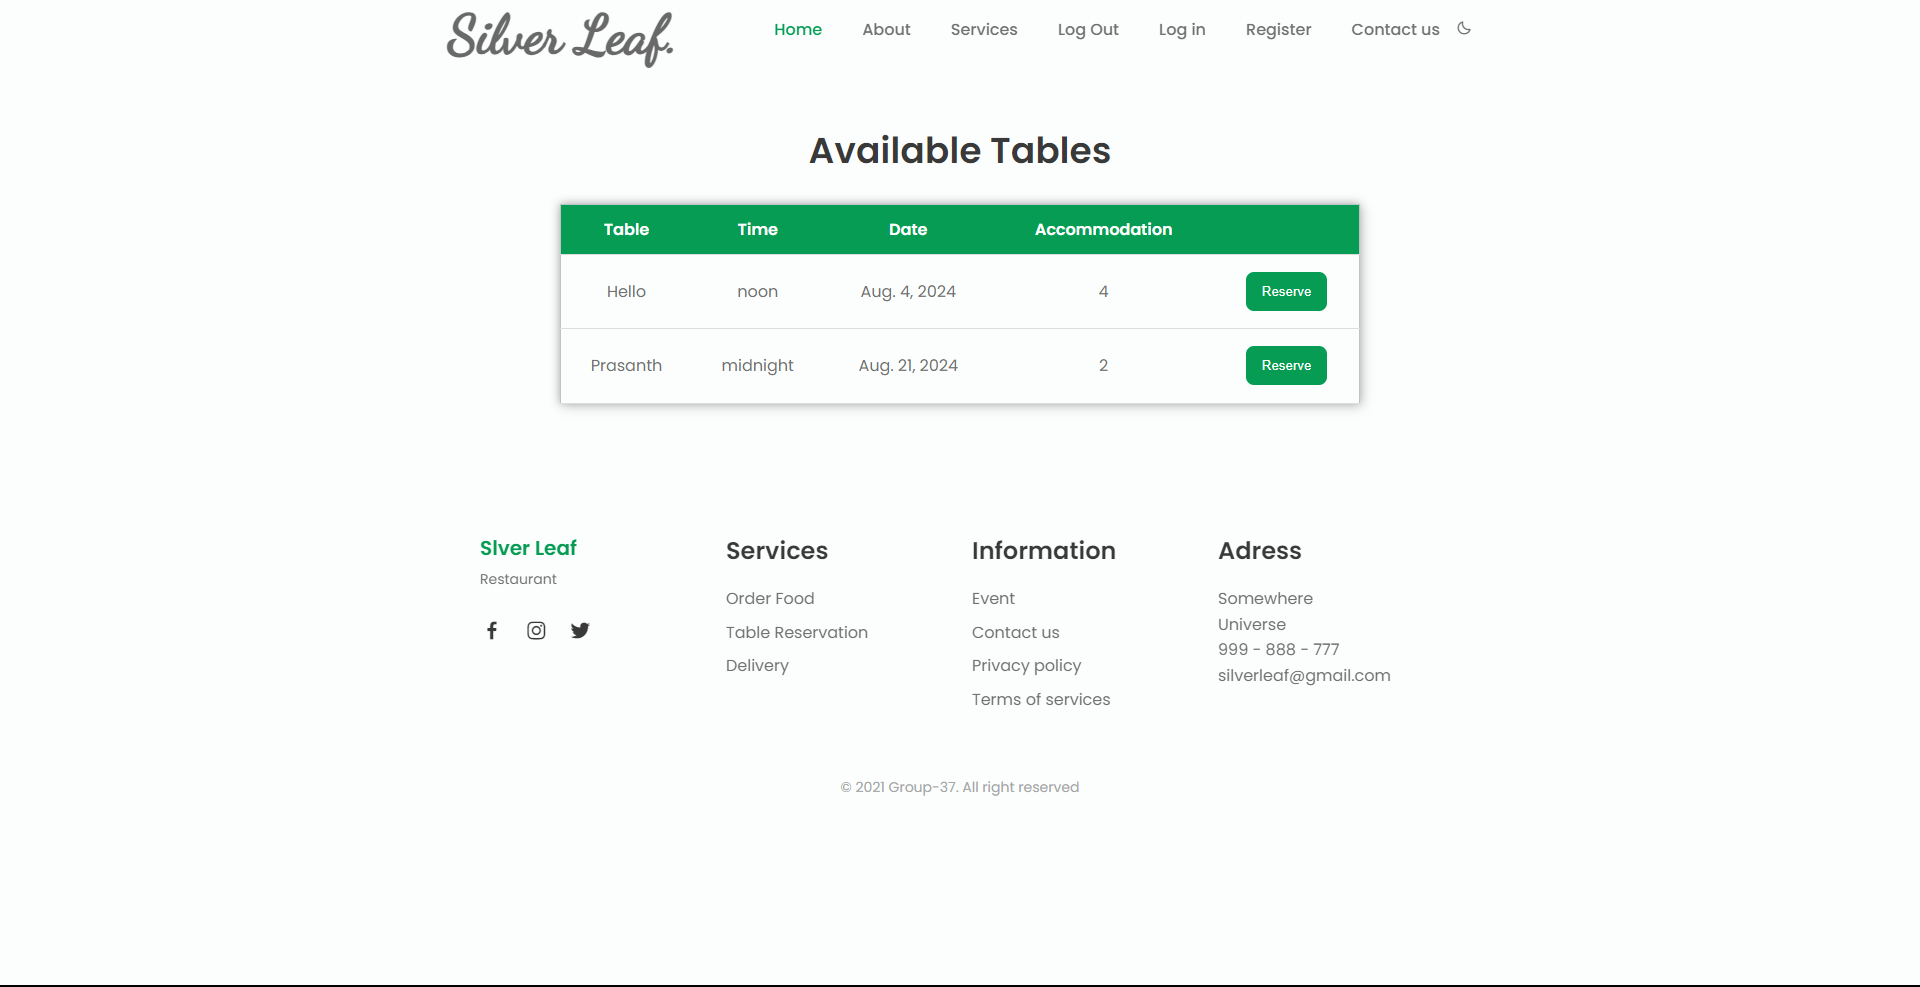 Silver Leaf.
Home About Services Log Out Log in Register Contact us
Available Tables
Table Time Date Accommodation
Hello noon Aug. 4, 2024 4 Reserve
Prasanth midnight Aug. 21, 2024 2 Reserve
Slver Leaf
Restaurant
Services
Order Food
Table Reservation
Delivery
Information
Event
Contact us
Privacy policy
Terms of services
Adress
Somewhere
Universe
999 - 888 - 777
silverleaf@gmail.com
© 2021 Group-37. All right reserved